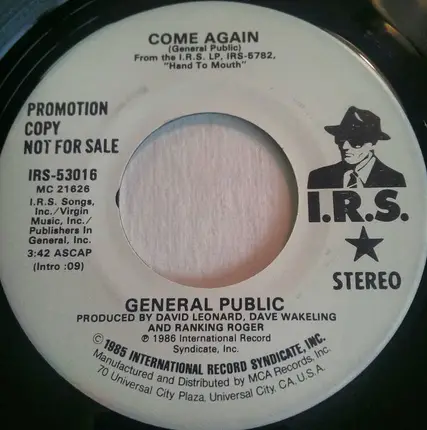 COME AGAIN
(General Public)
From the I.R.S. LP, IRS-5782,
"Hand To Mouth"
PROMOTION
COPY
NOT FOR SALE
IRS-53016
MC 21626
I.R.S. Songs,
Inc./Virgin
Music, Inc./
Publishers In
General, Inc.
3:42 ASCAP
(Intro :09)
I.R.S.
STEREO
GENERAL PUBLIC
PRODUCED BY DAVID LEONARD, DAVE WAKELING
AND RANKING ROGER
℗ 1986 International Record
Syndicate, Inc.
© 1985 INTERNATIONAL RECORD SYNDICATE, INC.
Manufactured and Distributed by MCA Records, Inc.
70 Universal City Plaza, Universal City, CA. U.S.A.